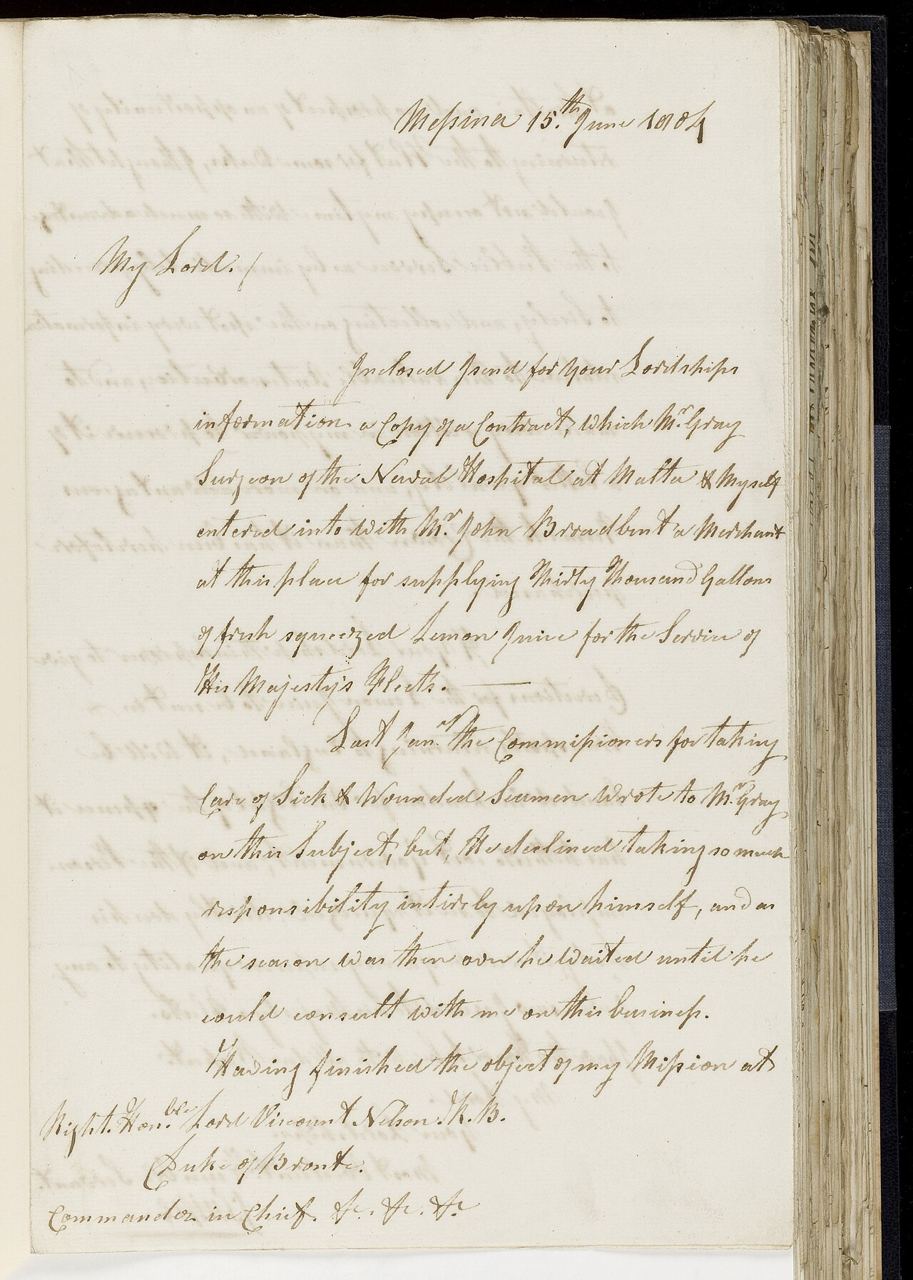 Messina 15.th June 1804
My Lord. /
Inclosed I send for your Lordships
information a Copy of a Contract, which Mr. Gray
Surgeon of the Naval Hospital at Malta & Myself
entered into with Mr. John Broadbent a Merchant
at this place for supplying Thirty Thousand Gallons
of fresh squeezed Lemon Juice for the Service of
His Majesty's Fleets.
Last Jany. the Commissioners for taking
Care of Sick & Wounded Seamen wrote to Mr. Gray
on this Subject, but, He declined taking so much
responsibility intirely upon himself, and as
the season was then over he waited until he
could consult with me on this business.
Having finished the object of my Mission at
Right. Hon.ble Lord Viscount Nelson K. B.
Duke of Bronte.
Commander in Chief. &c. &c. &c